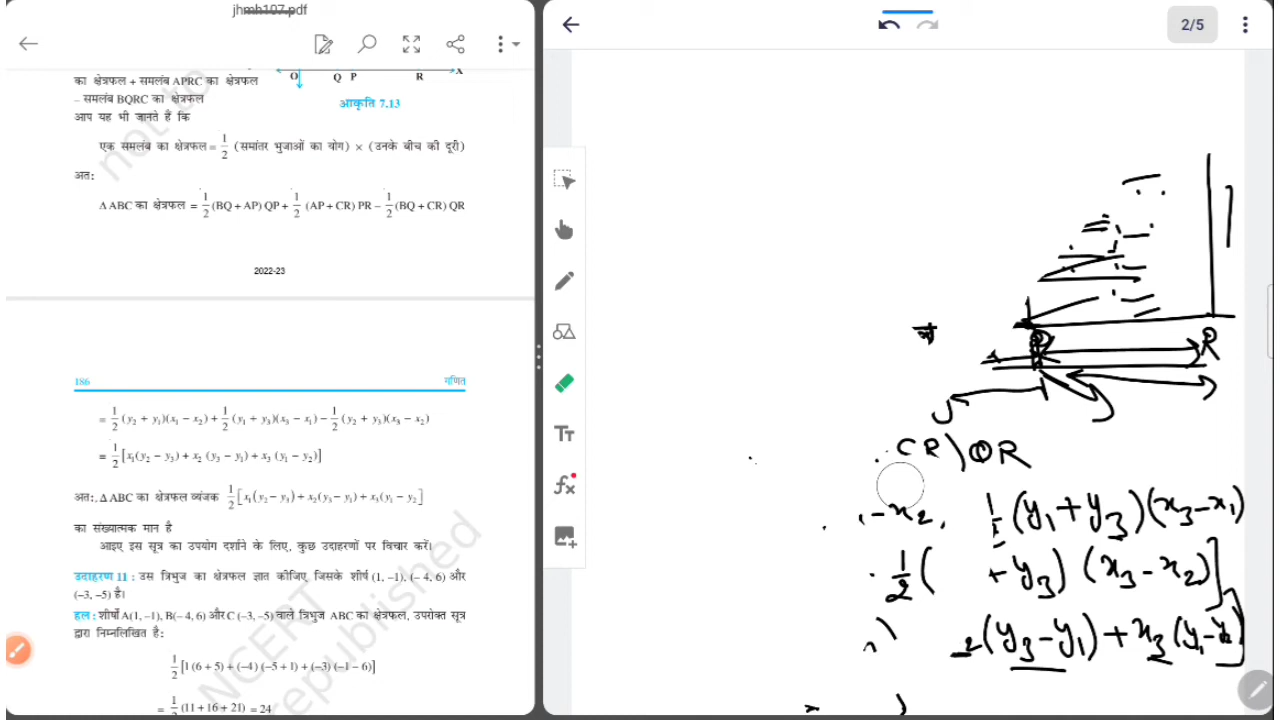 jhmh107.pdf
2/5
O Q P R X
का क्षेत्रफल + समलंब APRC का क्षेत्रफल
– समलंब BQRC का क्षेत्रफल
आकृति 7.13
आप यह भी जानते हैं कि
एक समलंब का क्षेत्रफल = 1/2 (समांतर भुजाओं का योग) × (उनके बीच की दूरी)
अत:
Δ ABC का क्षेत्रफल = 1/2 (BQ + AP) QP + 1/2 (AP + CR) PR – 1/2 (BQ + CR) QR
2022-23
186 गणित
= 1/2 (y₂ + y₁)(x₁ – x₂) + 1/2 (y₁ + y₃)(x₃ – x₁) – 1/2 (y₂ + y₃)(x₃ – x₂)
= 1/2 [x₁(y₂ – y₃) + x₂ (y₃ – y₁) + x₃ (y₁ – y₂)]
अत:, Δ ABC का क्षेत्रफल व्यंजक 1/2 [x₁(y₂ – y₃) + x₂(y₃ – y₁) + x₃(y₁ – y₂)]
का संख्यात्मक मान है
आइए इस सूत्र का उपयोग दर्शाने के लिए, कुछ उदाहरणों पर विचार करें।
उदाहरण 11 : उस त्रिभुज का क्षेत्रफल ज्ञात कीजिए जिसके शीर्ष (1, –1), (– 4, 6) और
(–3, –5) है।
हल : शीर्षों A(1, –1), B(– 4, 6) और C (–3, –5) वाले त्रिभुज ABC का क्षेत्रफल, उपरोक्त सूत्र
द्वारा निम्नलिखित है:
1/2 [1 (6 + 5) + (–4) (–5 + 1) + (–3) (–1 – 6)]
= 1/2 (11 + 16 + 21) = 24
not to
NCERT
republished
Tт
fx
R
CR) QR
-x₂, 1/2 (y₁ + y₃)(x₃ – x₁)
1/2 ( + y₃) (x₃ – x₂)]
2(y₃ – y₁) + x₃ (y₁ – y₂)]